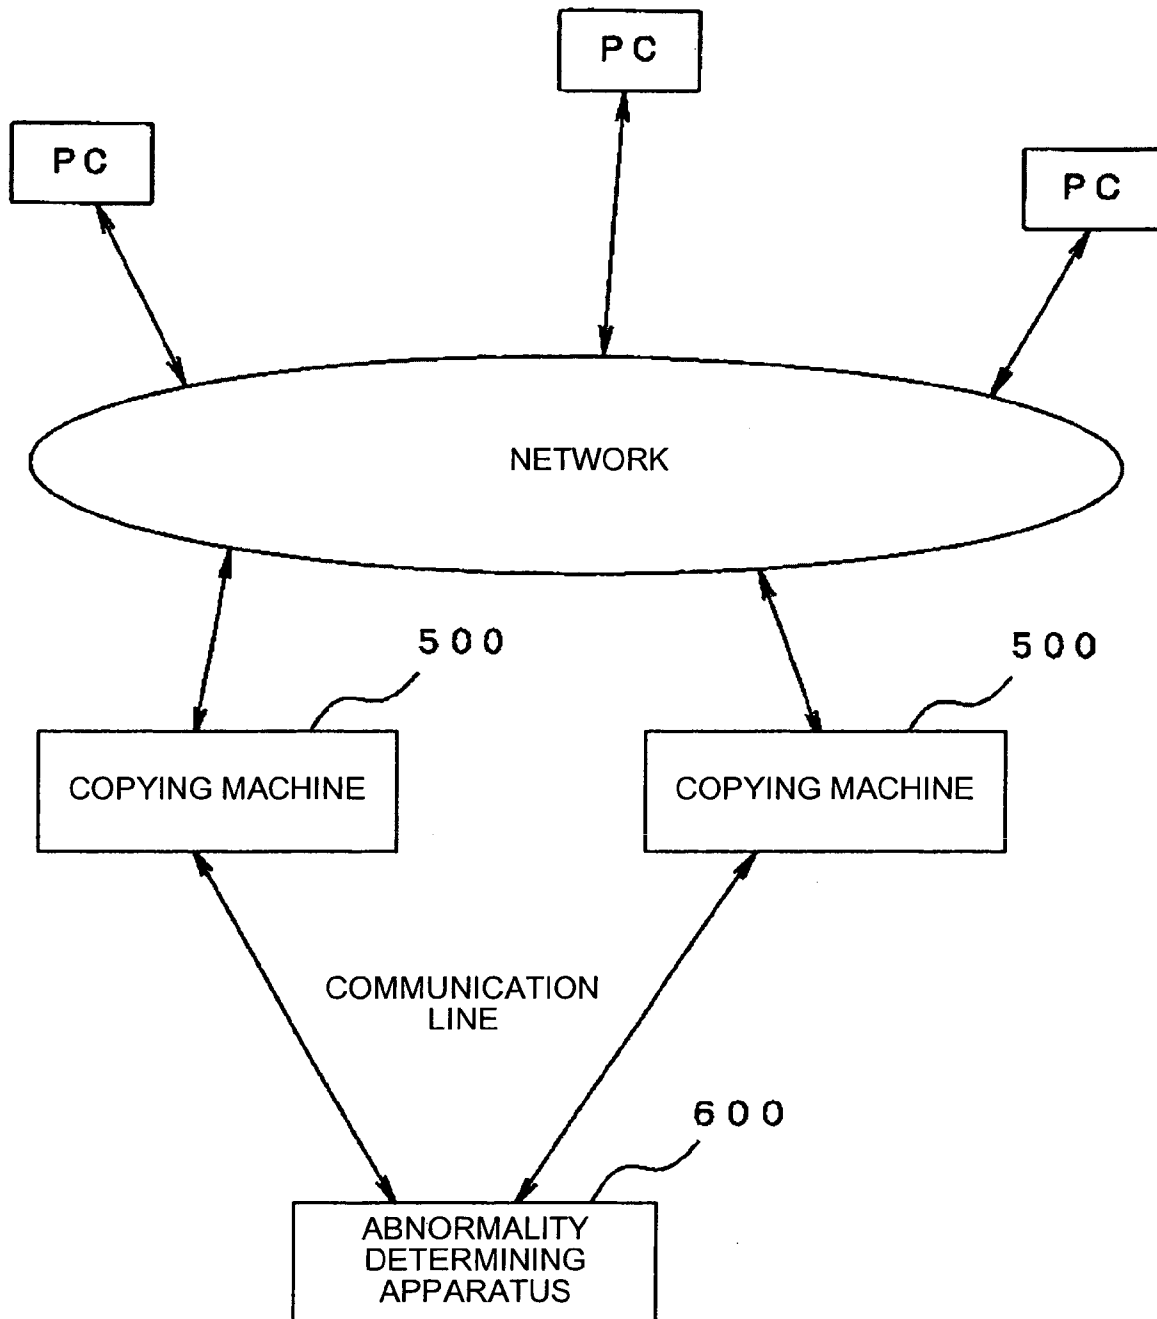 PC
PC
PC
NETWORK
500
500
COPYING MACHINE
COPYING MACHINE
COMMUNICATION
LINE
600
ABNORMALITY
DETERMINING
APPARATUS